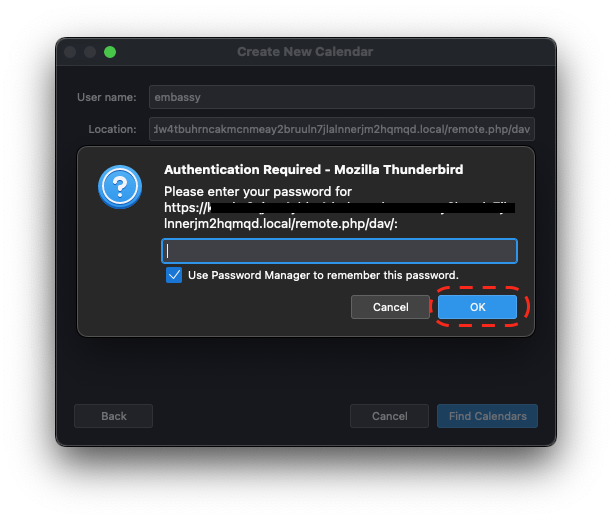 Create New Calendar
User name: embassy
Location: dw4tbuhrncakmcnmeay2bruuln7jlalnnerjm2hqmqd.local/remote.php/dav
Authentication Required - Mozilla Thunderbird
Please enter your password for
https://
lnnerjm2hqmqd.local/remote.php/dav/:
Use Password Manager to remember this password.
Cancel OK
Back Cancel Find Calendars